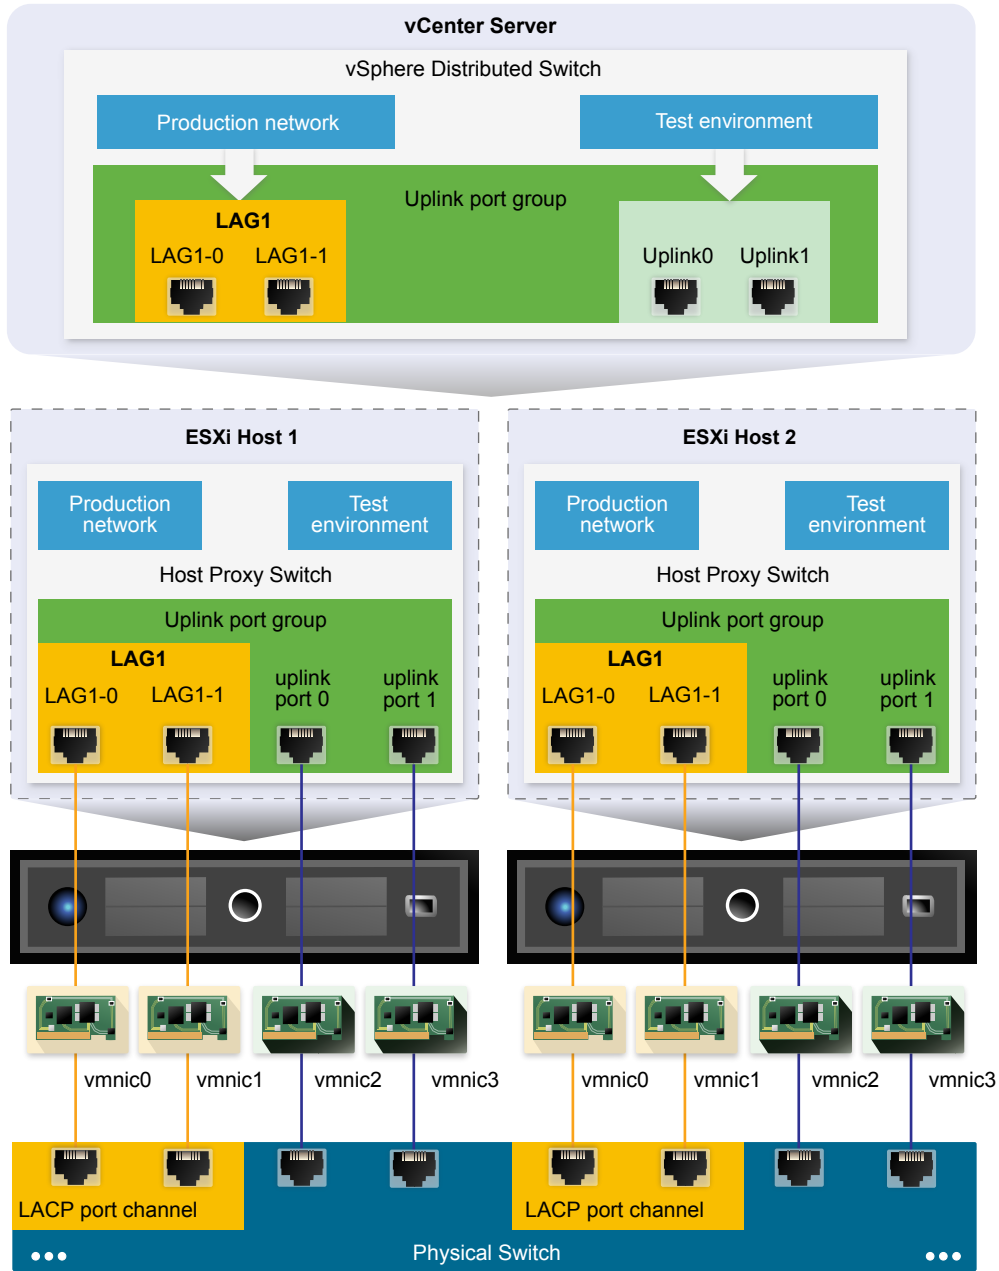 vCenter Server
vSphere Distributed Switch
Production network
Test environment
Uplink port group
LAG1
LAG1-0
LAG1-1
Uplink0
Uplink1
ESXi Host 1
Production
network
Test
environment
Host Proxy Switch
Uplink port group
LAG1
LAG1-0
LAG1-1
uplink
port 0
uplink
port 1
ESXi Host 2
Production
network
Test
environment
Host Proxy Switch
Uplink port group
LAG1
LAG1-0
LAG1-1
uplink
port 0
uplink
port 1
vmnic0
vmnic1
vmnic2
vmnic3
vmnic0
vmnic1
vmnic2
vmnic3
LACP port channel
LACP port channel
Physical Switch